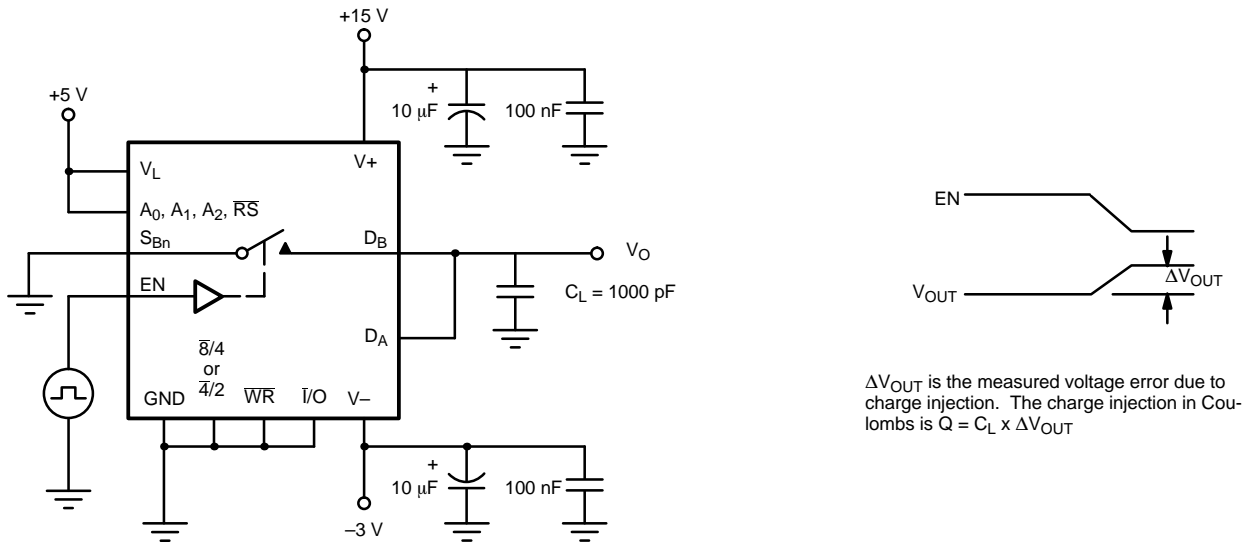 +15 V
+
10 µF
100 nF
+5 V
V+
VL
A0, A1, A2, R̅S̅
SBn
DB
VO
EN
CL = 1000 pF
DA
8̅/4
or
4̅/2
GND
W̅R̅
I̅/O
V–
+
10 µF
100 nF
–3 V
EN
ΔVOUT
VOUT
ΔVOUT is the measured voltage error due to
charge injection. The charge injection in Cou-
lombs is Q = CL x ΔVOUT